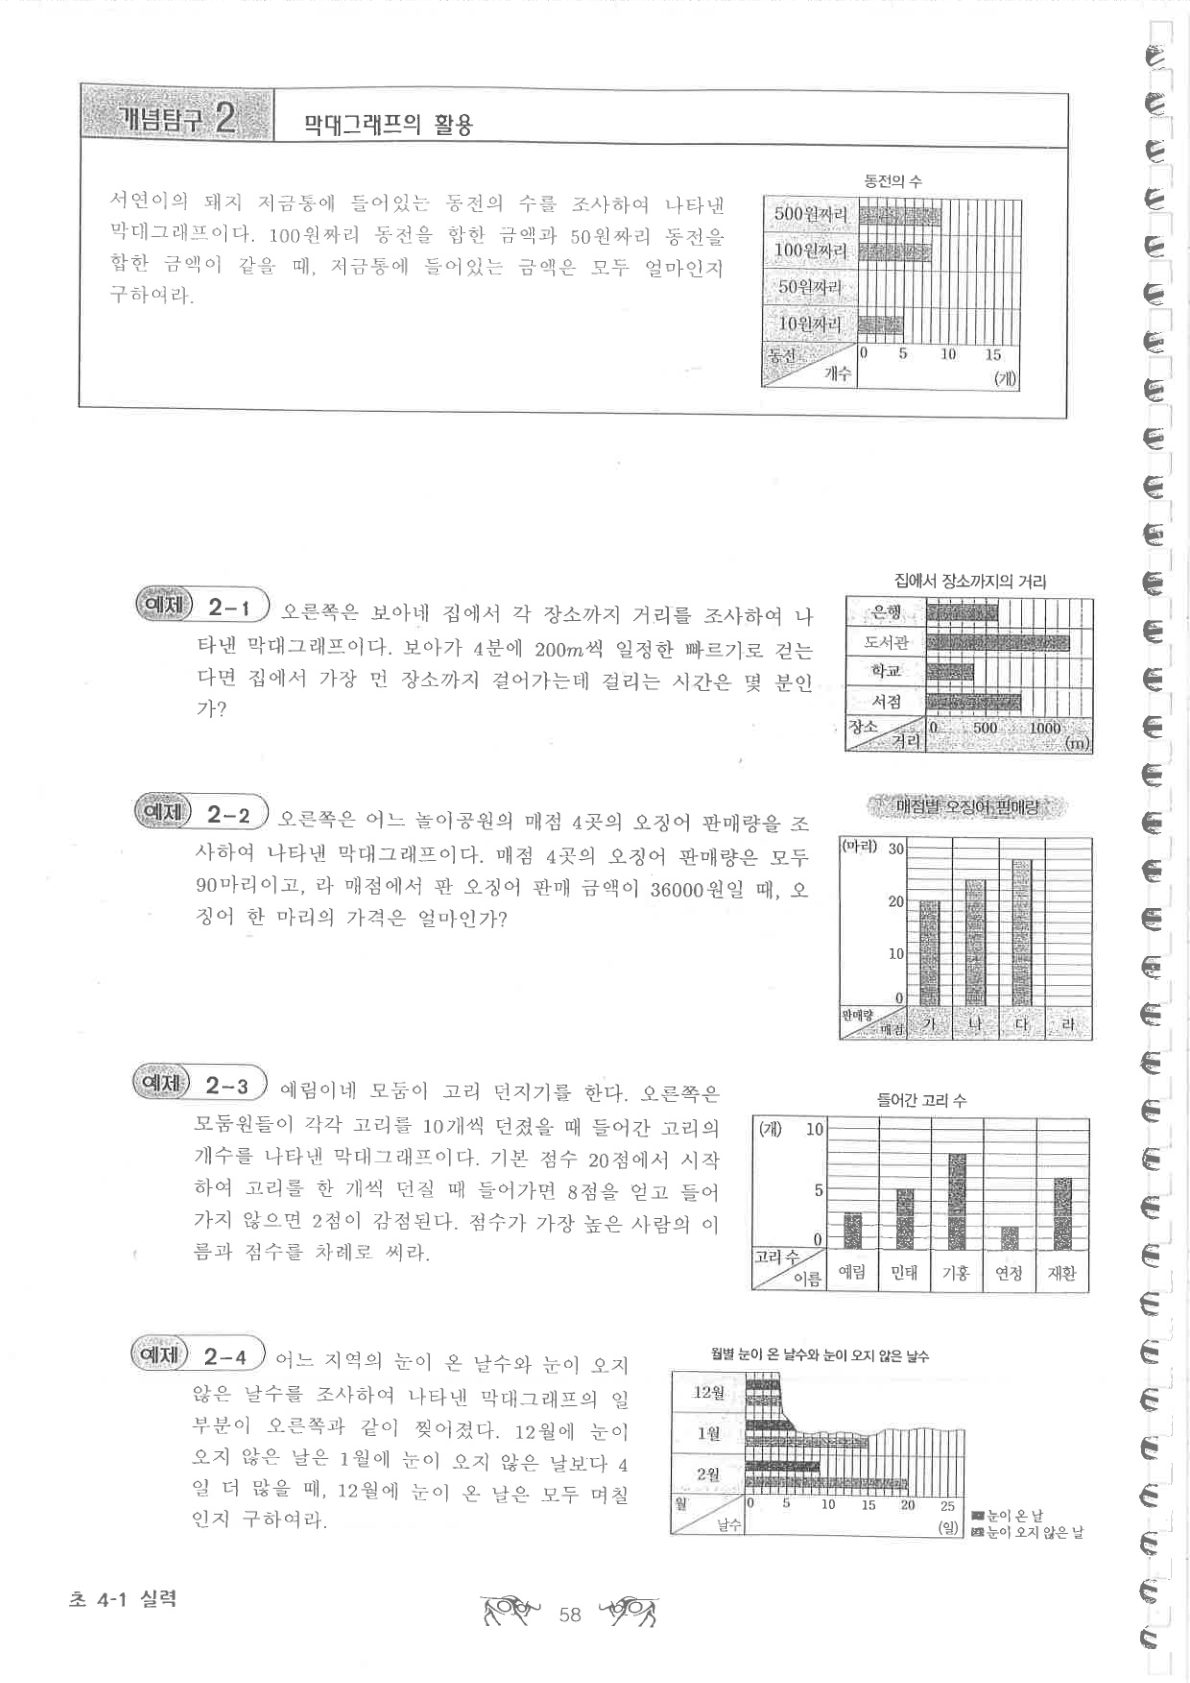 개념탐구 2
막대그래프의 활용
서연이의 돼지 저금통에 들어있는 동전의 수를 조사하여 나타낸
막대그래프이다. 100원짜리 동전을 합한 금액과 50원짜리 동전을
합한 금액이 같을 때, 저금통에 들어있는 금액은 모두 얼마인지
구하여라.
동전의 수
500원짜리
100원짜리
50원짜리
10원짜리
동전
개수
0 5 10 15
(개)
예제 2-1 오른쪽은 보아네 집에서 각 장소까지 거리를 조사하여 나
타낸 막대그래프이다. 보아가 4분에 200m씩 일정한 빠르기로 걷는
다면 집에서 가장 먼 장소까지 걸어가는데 걸리는 시간은 몇 분인
가?
집에서 장소까지의 거리
은행
도서관
학교
서점
장소
거리
0 500 1000
(m)
예제 2-2 오른쪽은 어느 놀이공원의 매점 4곳의 오징어 판매량을 조
사하여 나타낸 막대그래프이다. 매점 4곳의 오징어 판매량은 모두
90마리이고, 라 매점에서 판 오징어 판매 금액이 36000원일 때, 오
징어 한 마리의 가격은 얼마인가?
매점별 오징어 판매량
(마리) 30
20
10
0
판매량
매점
가 나 다 라
예제 2-3 예림이네 모둠이 고리 던지기를 한다. 오른쪽은
모둠원들이 각각 고리를 10개씩 던졌을 때 들어간 고리의
개수를 나타낸 막대그래프이다. 기본 점수 20점에서 시작
하여 고리를 한 개씩 던질 때 들어가면 8점을 얻고 들어
가지 않으면 2점이 감점된다. 점수가 가장 높은 사람의 이
름과 점수를 차례로 써라.
들어간 고리 수
(개) 10
5
0
고리 수
이름
예림 민태 기홍 연정 재환
예제 2-4 어느 지역의 눈이 온 날수와 눈이 오지
않은 날수를 조사하여 나타낸 막대그래프의 일
부분이 오른쪽과 같이 찢어졌다. 12월에 눈이
오지 않은 날은 1월에 눈이 오지 않은 날보다 4
일 더 많을 때, 12월에 눈이 온 날은 모두 며칠
인지 구하여라.
월별 눈이 온 날수와 눈이 오지 않은 날수
12월
1월
2월
월
날수
0 5 10 15 20 25
(일)
눈이 온 날
눈이 오지 않은 날
초 4-1 실력
58